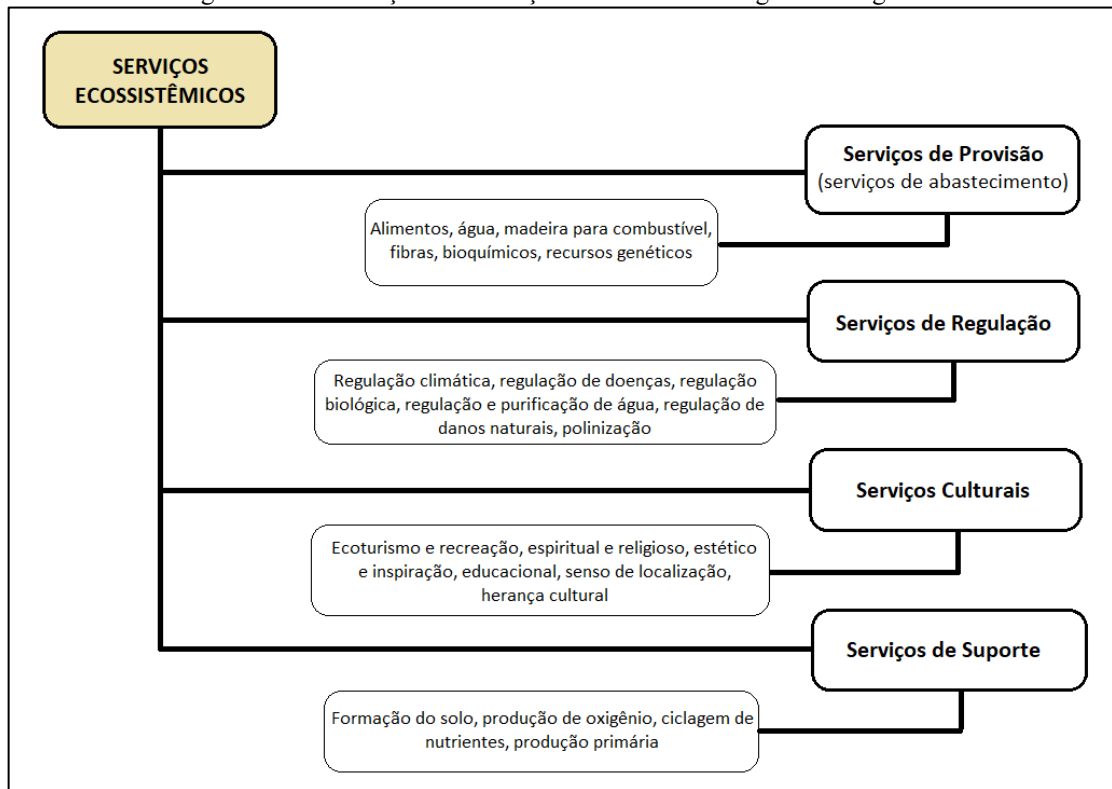 SERVIÇOS
ECOSSISTÊMICOS
Serviços de Provisão
(serviços de abastecimento)
Alimentos, água, madeira para combustível,
fibras, bioquímicos, recursos genéticos
Serviços de Regulação
Regulação climática, regulação de doenças, regulação
biológica, regulação e purificação de água, regulação de
danos naturais, polinização
Serviços Culturais
Ecoturismo e recreação, espiritual e religioso, estético
e inspiração, educacional, senso de localização,
herança cultural
Serviços de Suporte
Formação do solo, produção de oxigênio, ciclagem de
nutrientes, produção primária